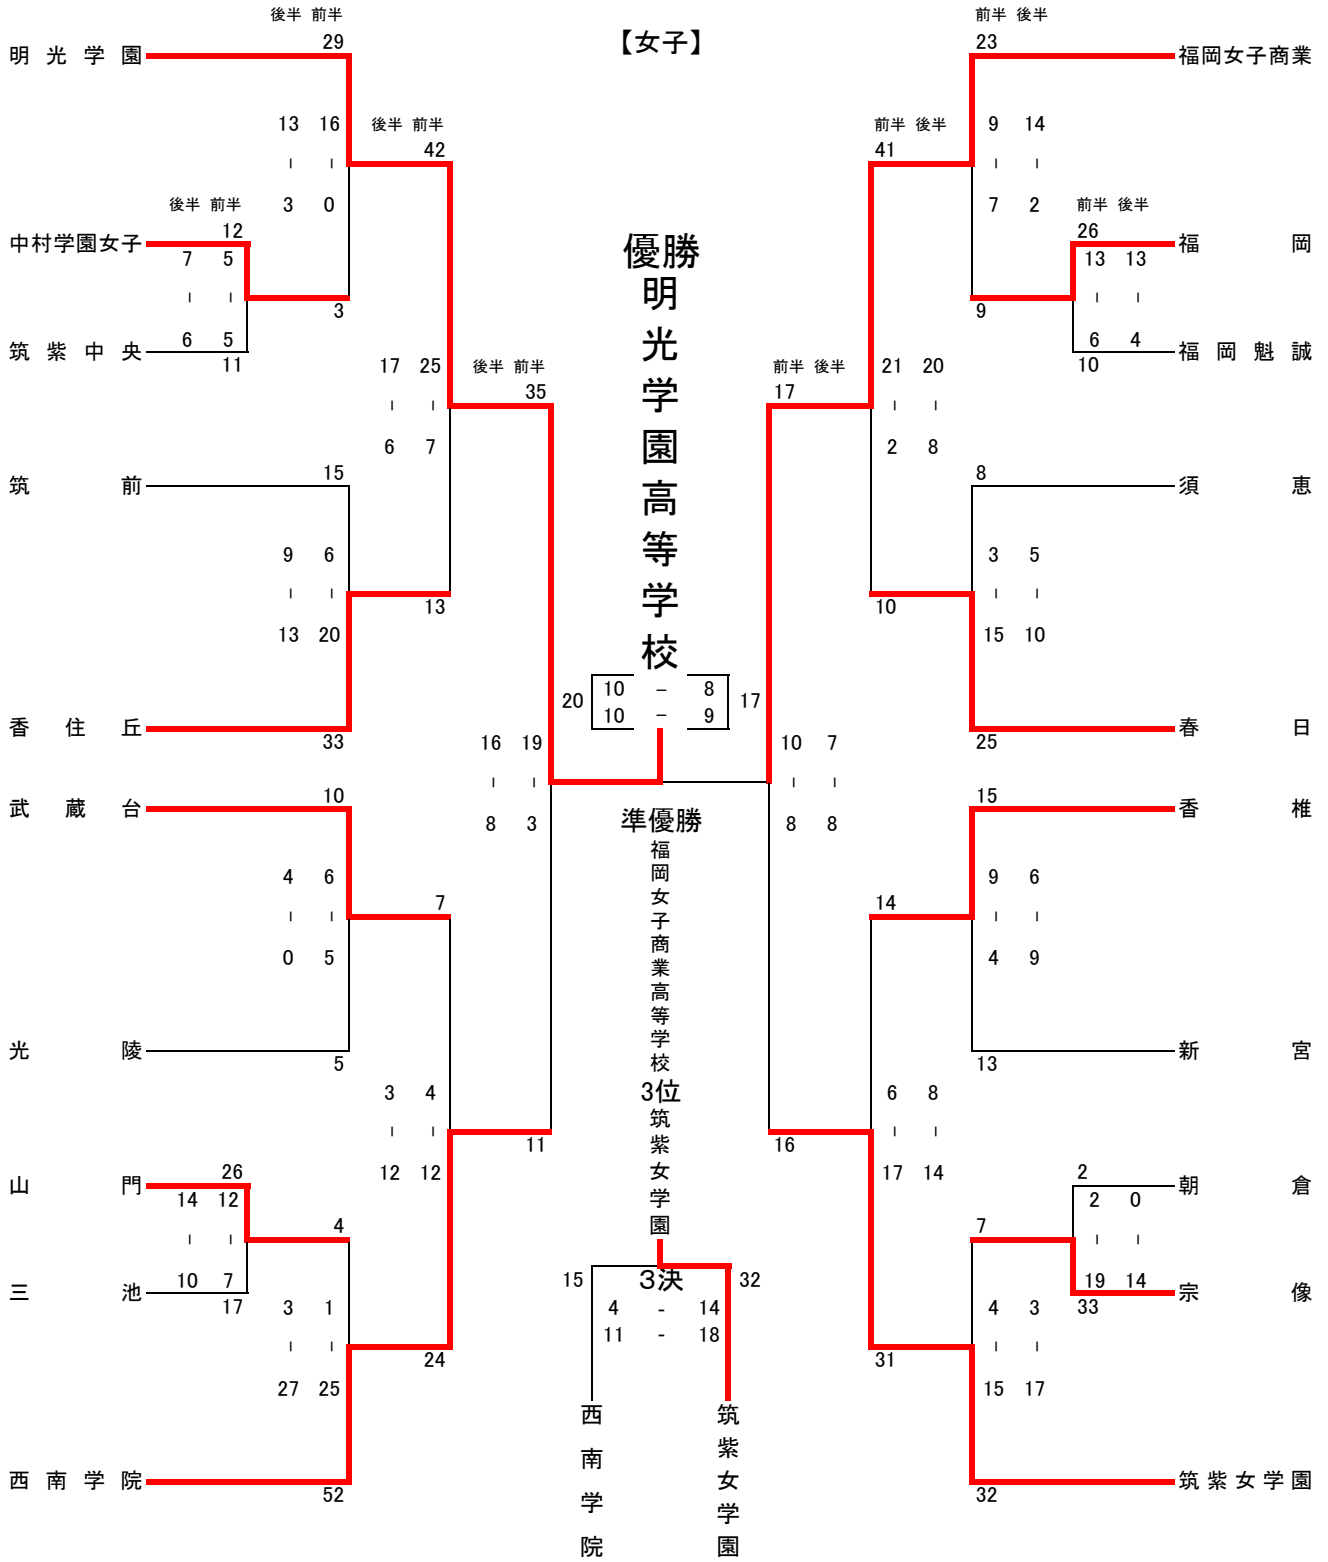 【女子】
後半 前半
29
明光学園
13 16
- -
3 0
後半 前半
42
後半 前半
12
中村学園女子
7 5
- -
6 5
筑紫中央
11
3
17 25
- -
6 7
後半 前半
35
15
筑前
9 6
- -
13 20
13
香住丘
33
16 19
- -
8 3
10
武蔵台
4 6
- -
0 5
7
光陵
5
3 4
- -
12 12
11
26
山門
14 12
- -
10 7
三池
17
4
3 1
- -
27 25
24
西南学院
52
優勝
明光学園高等学校
20
10 - 8
10 - 9
17
準優勝
福岡女子商業高等学校
3位
筑紫女学園
3決
15
4 - 14
11 - 18
32
西南学院
筑紫女学園
前半 後半
23
福岡女子商業
9 14
- -
7 2
前半 後半
41
前半 後半
26
福岡
13 13
- -
6 4
福岡魁誠
10
9
前半 後半
17
21 20
- -
2 8
8
須恵
3 5
- -
15 10
10
春日
25
10 7
- -
8 8
15
香椎
9 6
- -
4 9
14
新宮
13
6 8
- -
17 14
16
2
朝倉
2 0
- -
19 14
宗像
33
7
4 3
- -
15 17
31
筑紫女学園
32